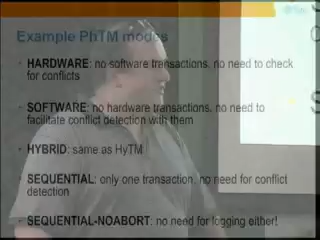 Example PhTM modes
• HARDWARE: no software transactions, no need to check
for conflicts
• SOFTWARE: no hardware transactions, no need to
facilitate conflict detection with them
• HYBRID: same as HyTM
• SEQUENTIAL: only one transaction, no need for conflict
detection
• SEQUENTIAL-NOABORT: no need for logging either!